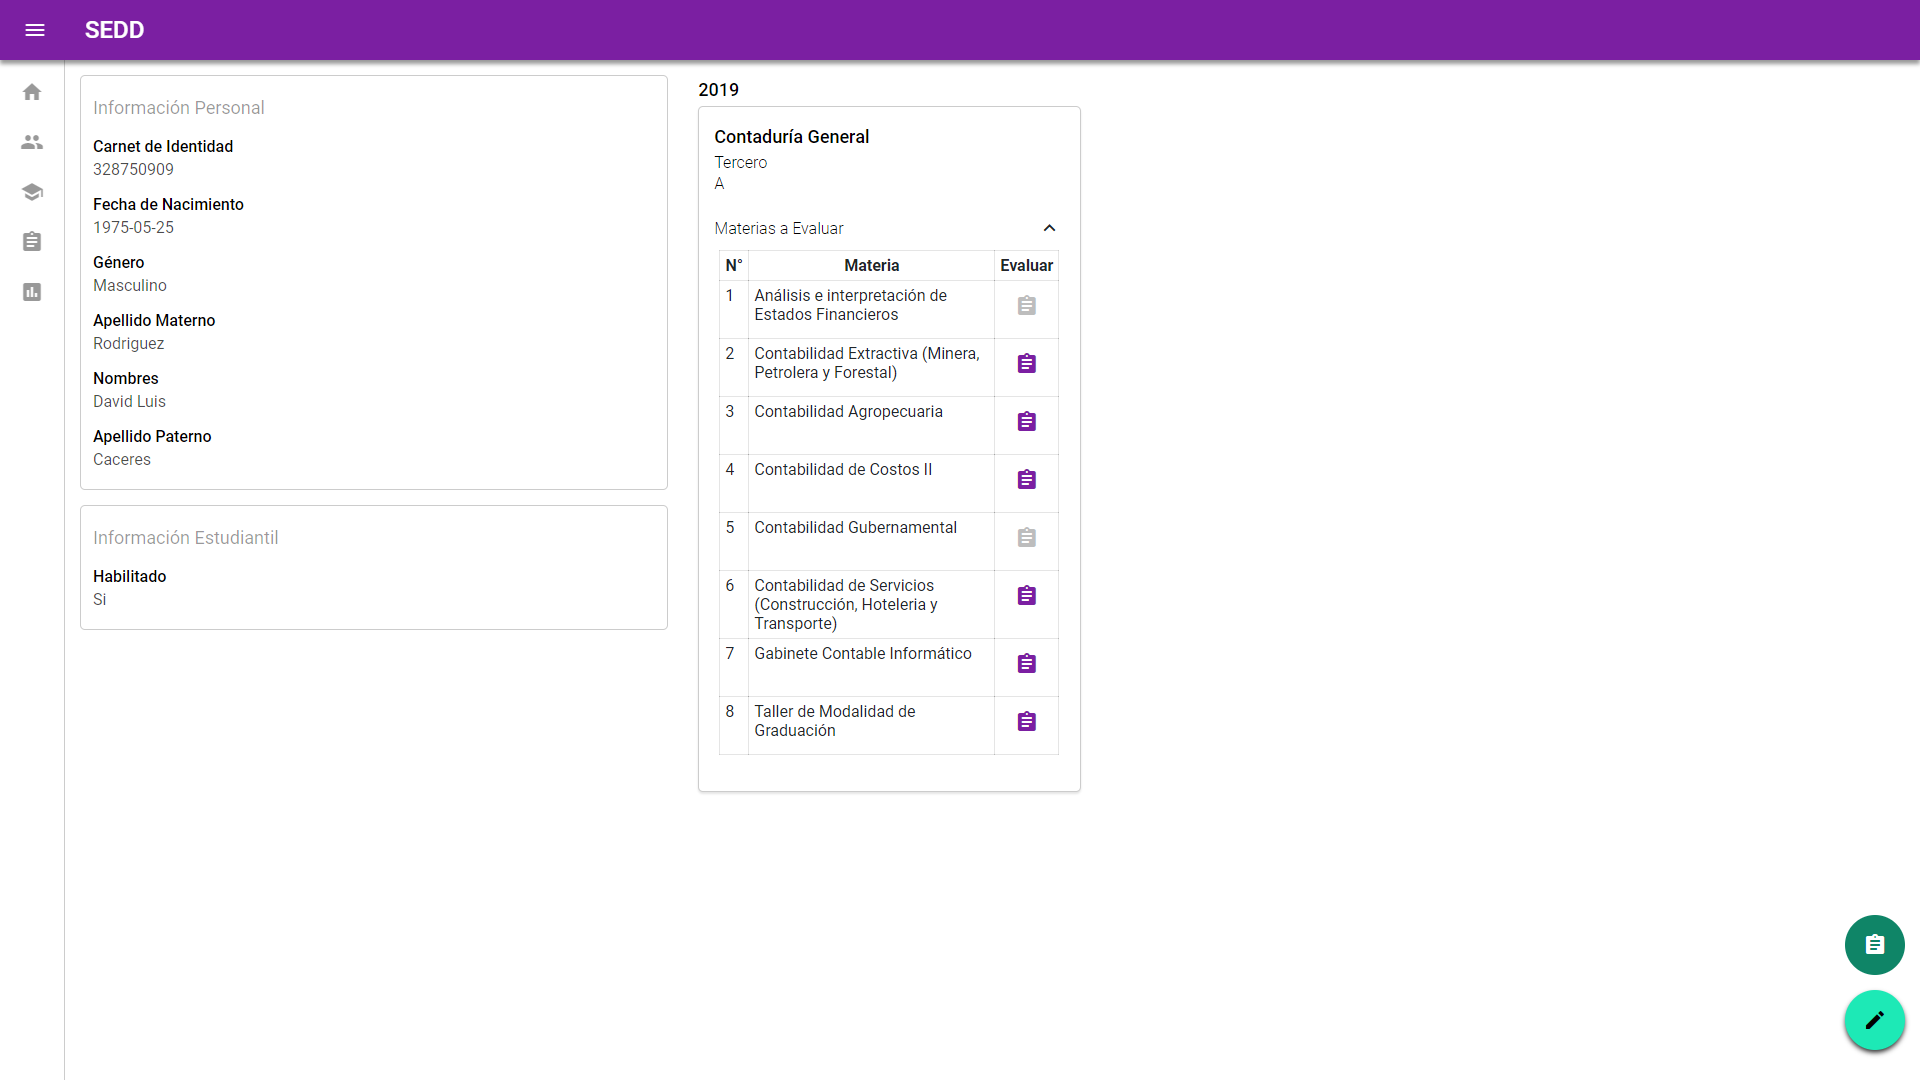 SEDD
Información Personal
Carnet de Identidad
328750909
Fecha de Nacimiento
1975-05-25
Género
Masculino
Apellido Materno
Rodriguez
Nombres
David Luis
Apellido Paterno
Caceres
Información Estudiantil
Habilitado
Si
2019
Contaduría General
Tercero
A
Materias a Evaluar
N° Materia Evaluar
1 Análisis e interpretación de
Estados Financieros
2 Contabilidad Extractiva (Minera,
Petrolera y Forestal)
3 Contabilidad Agropecuaria
4 Contabilidad de Costos II
5 Contabilidad Gubernamental
6 Contabilidad de Servicios
(Construcción, Hoteleria y
Transporte)
7 Gabinete Contable Informático
8 Taller de Modalidad de
Graduación